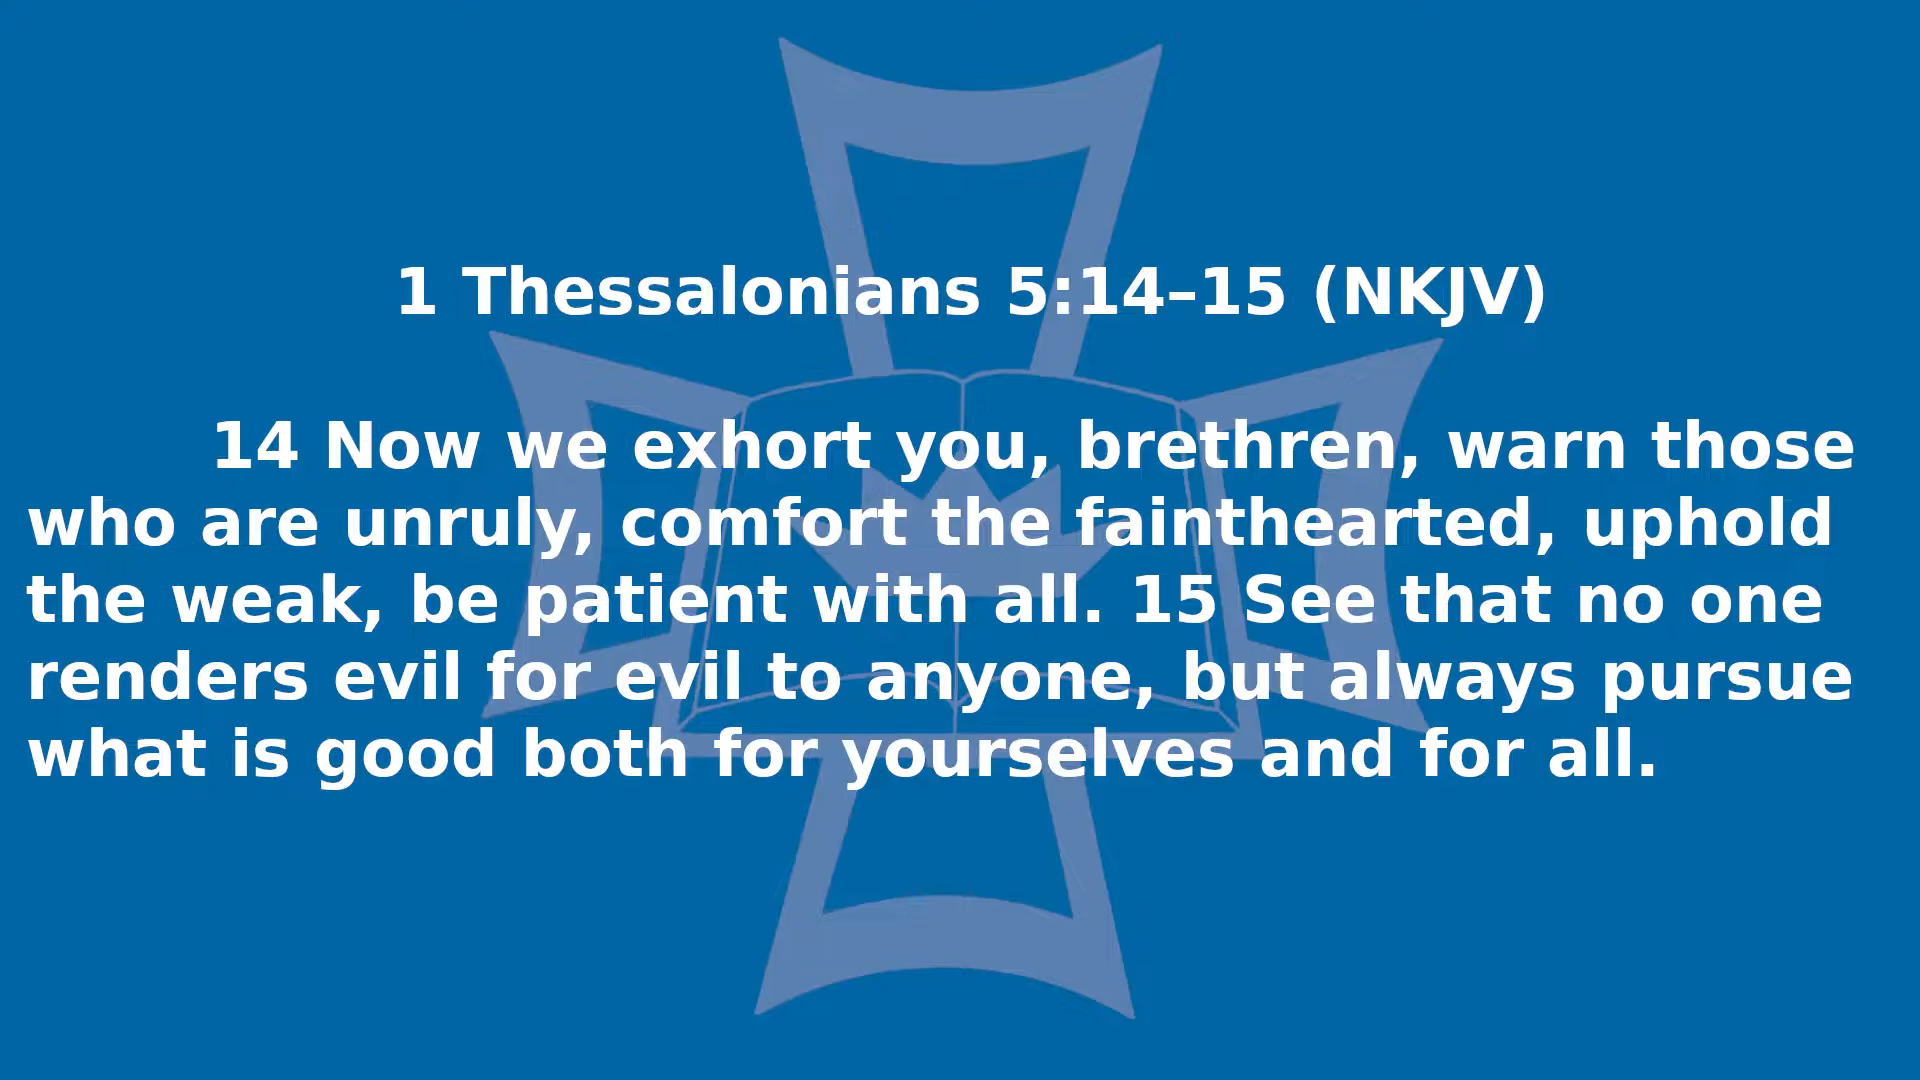 1 Thessalonians 5:14–15 (NKJV)
14 Now we exhort you, brethren, warn those
who are unruly, comfort the fainthearted, uphold
the weak, be patient with all. 15 See that no one
renders evil for evil to anyone, but always pursue
what is good both for yourselves and for all.